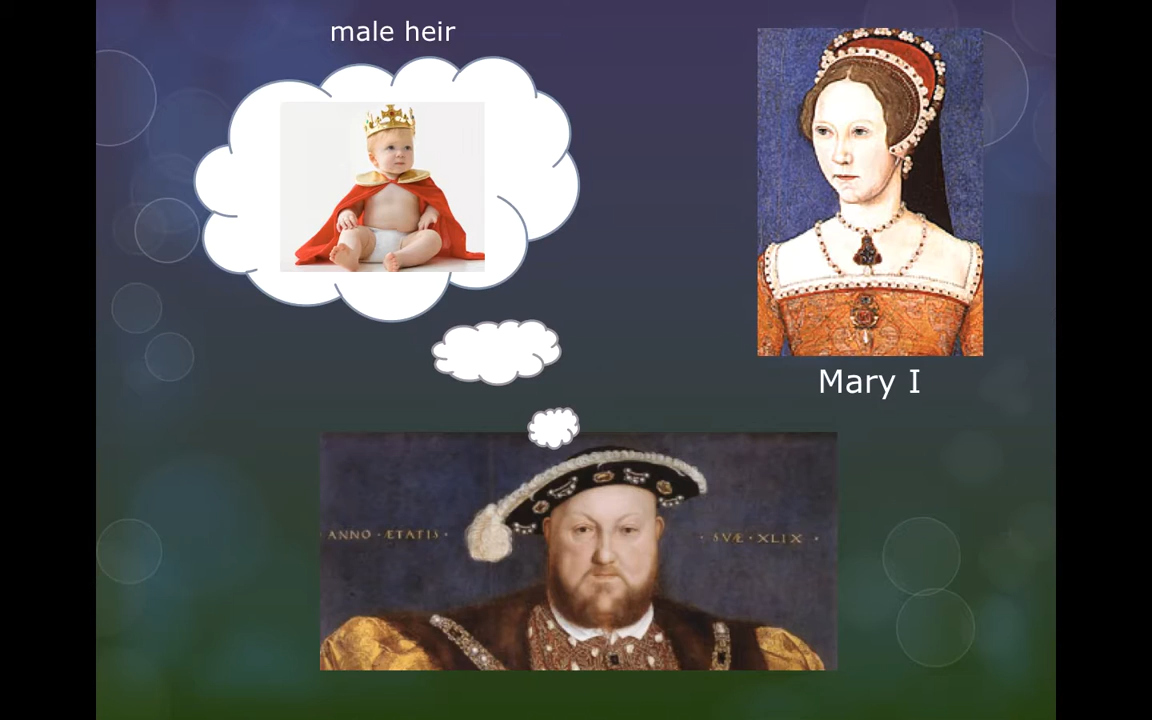 male heir
Mary I
ANNO · ÆTATIS ·
· SVÆ · XLIX ·